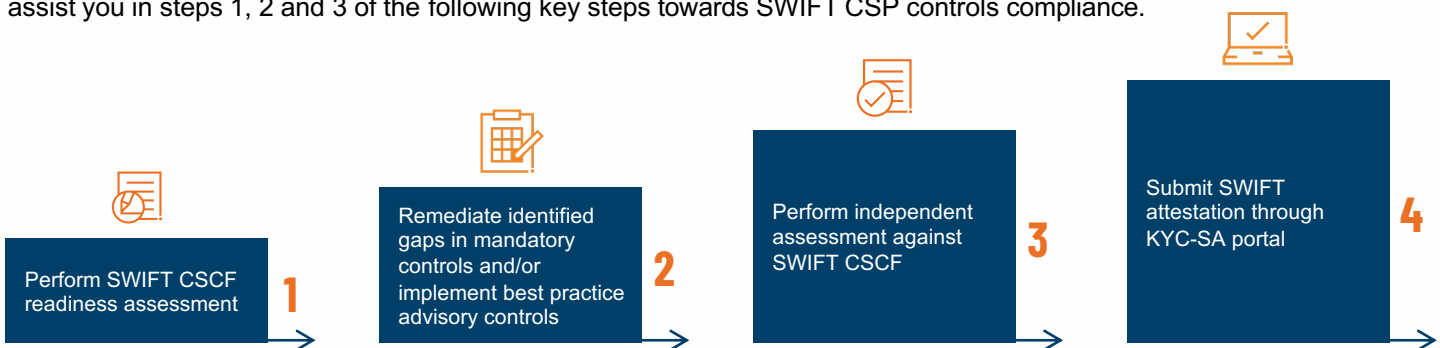 assist you in steps 1, 2 and 3 of the following key steps towards SWIFT CSP controls compliance.
Perform SWIFT CSCF
readiness assessment
1
Remediate identified
gaps in mandatory
controls and/or
implement best practice
advisory controls
2
Perform independent
assessment against
SWIFT CSCF
3
Submit SWIFT
attestation through
KYC-SA portal
4